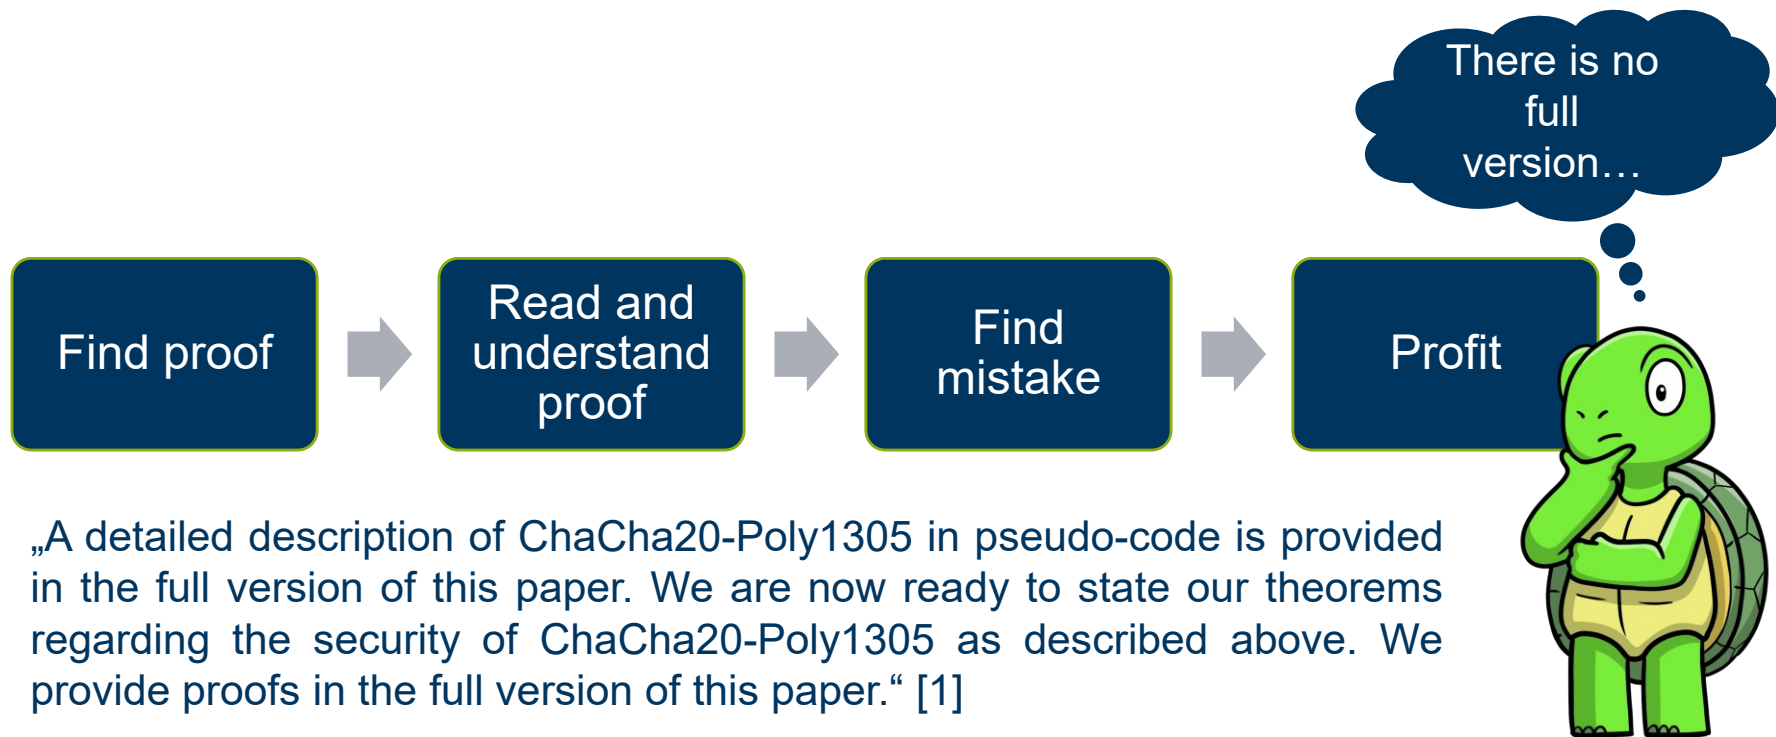 There is no
full
version…
Find proof
Read and
understand
proof
Find
mistake
Profit
„A detailed description of ChaCha20-Poly1305 in pseudo-code is provided
in the full version of this paper. We are now ready to state our theorems
regarding the security of ChaCha20-Poly1305 as described above. We
provide proofs in the full version of this paper.“ [1]